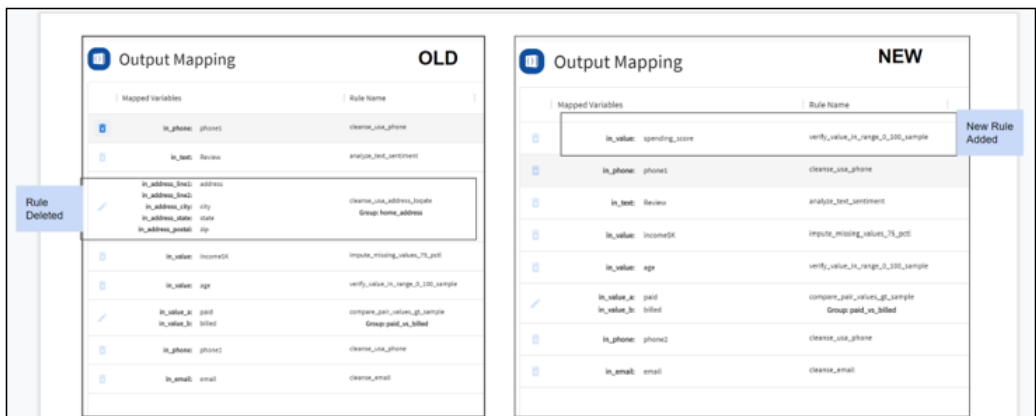 Output Mapping OLD
Mapped Variables Rule Name
in_phone: phone1 cleanse_usa_phone
in_text: Review analyze_text_sentiment
Rule
Deleted
in_address_line1: address
in_address_line2:
in_address_city: city
in_address_state: state
in_address_postal: zip
cleanse_usa_address_loqate
Group: home_address
in_value: Income$K impute_missing_values_75_pctl
in_value: age verify_value_in_range_0_100_sample
in_value_a: paid compare_pair_values_gt_sample
in_value_b: billed Group: paid_vs_billed
in_phone: phone2 cleanse_usa_phone
in_email: email cleanse_email
Output Mapping NEW
Mapped Variables Rule Name
in_value: spending_score verify_value_in_range_0_100_sample
New Rule
Added
in_phone: phone1 cleanse_usa_phone
in_text: Review analyze_text_sentiment
in_value: Income$K impute_missing_values_75_pctl
in_value: age verify_value_in_range_0_100_sample
in_value_a: paid compare_pair_values_gt_sample
in_value_b: billed Group: paid_vs_billed
in_phone: phone2 cleanse_usa_phone
in_email: email cleanse_email